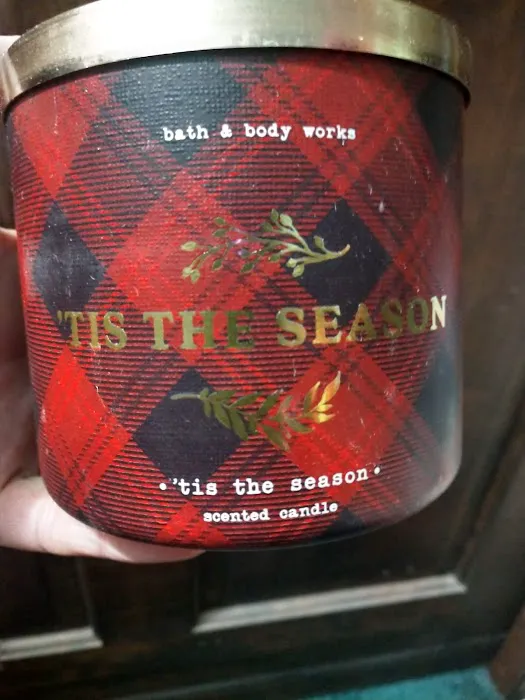 bath & body works
'TIS THE SEASON
•'tis the season•
scented candle